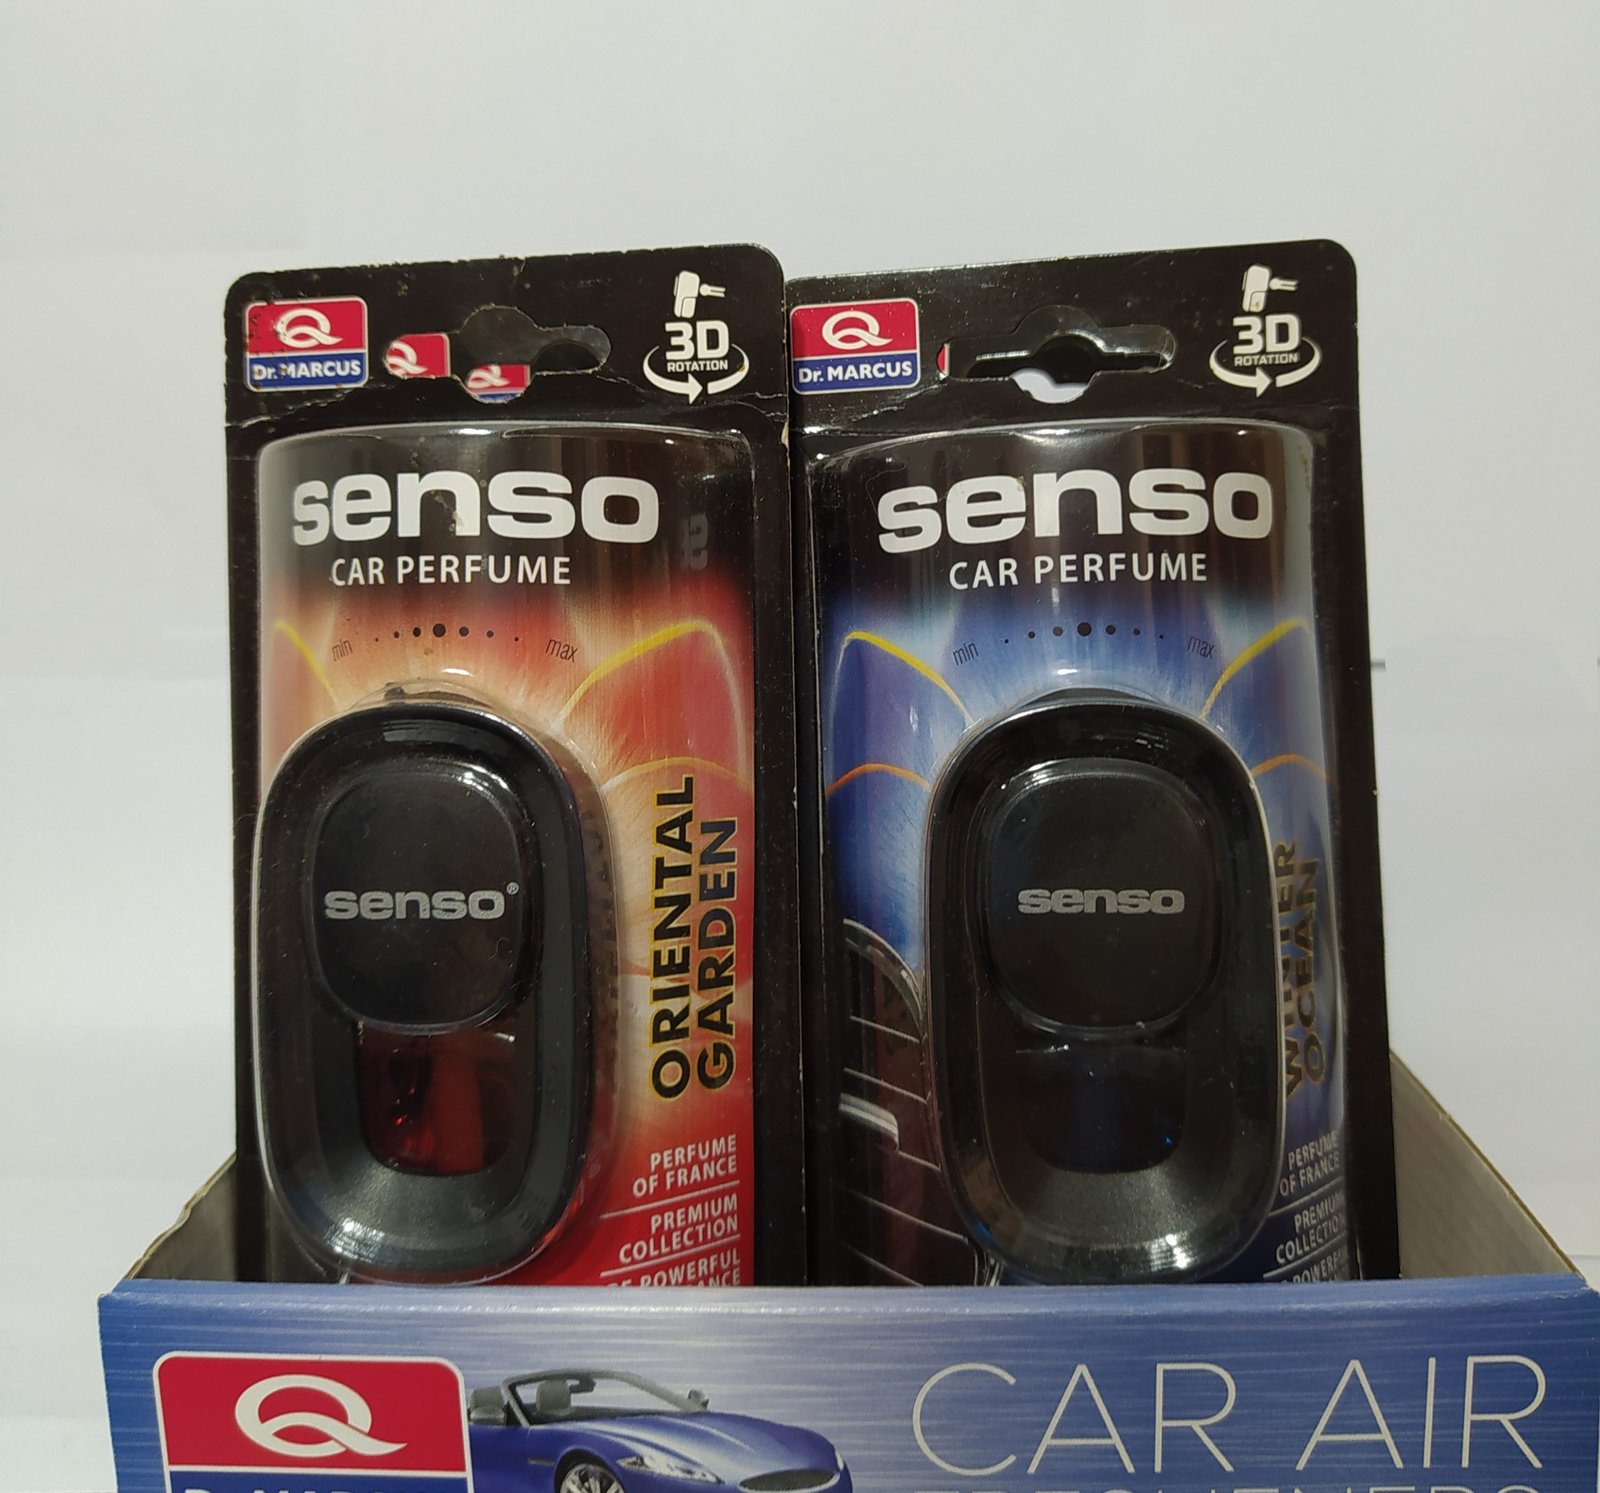 Dr. MARCUS
3D
ROTATION
senso
CAR PERFUME
min
max
senso®
ORIENTAL
GARDEN
PERFUME
OF FRANCE
PREMIUM
COLLECTION
POWERFUL
Dr. MARCUS
3D
ROTATION
senso
CAR PERFUME
min
max
senso
WINTER
OCEAN
PERFUME
OF FRANCE
PREMIUM
COLLECTION
CAR AIR